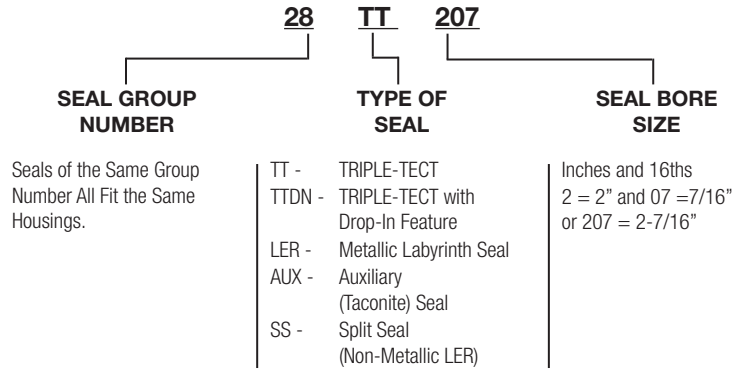 28 TT 207
SEAL GROUP
NUMBER
Seals of the Same Group
Number All Fit the Same
Housings.
TYPE OF
SEAL
TT - TRIPLE-TECT
TTDN - TRIPLE-TECT with
Drop-In Feature
LER - Metallic Labyrinth Seal
AUX - Auxiliary
(Taconite) Seal
SS - Split Seal
(Non-Metallic LER)
SEAL BORE
SIZE
Inches and 16ths
2 = 2” and 07 =7/16”
or 207 = 2-7/16”